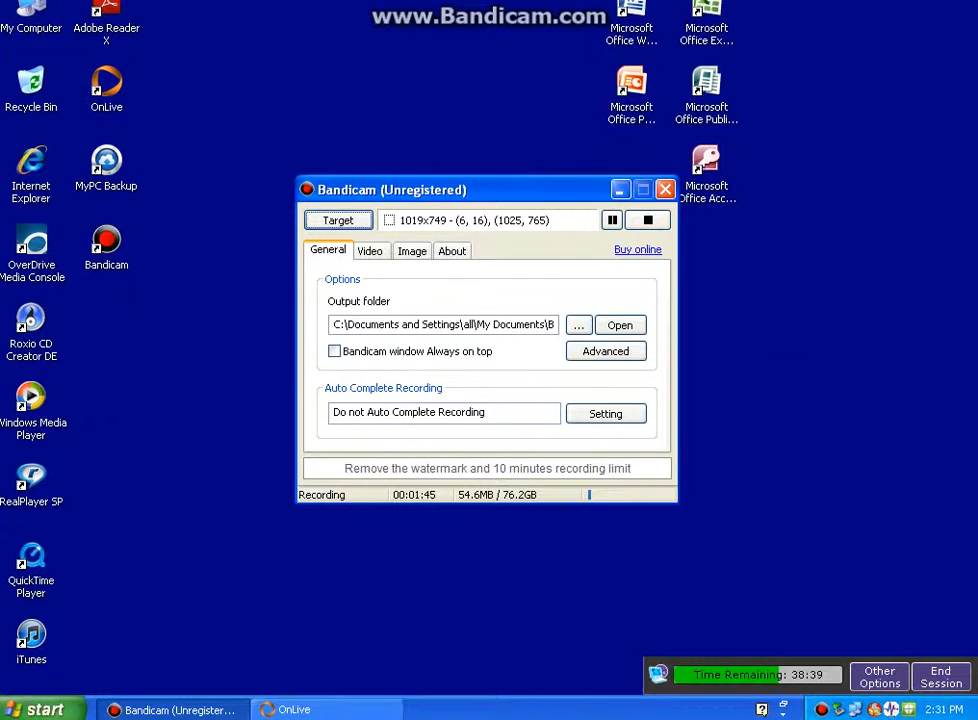 www.Bandicam.com
My Computer
Adobe Reader
X
Microsoft
Office W...
Microsoft
Office Ex...
Recycle Bin
OnLive
Microsoft
Office P...
Microsoft
Office Publi...
Internet
Explorer
MyPC Backup
Microsoft
Office Acc...
OverDrive
Media Console
Bandicam
Roxio CD
Creator DE
Windows Media
Player
RealPlayer SP
QuickTime
Player
iTunes
Bandicam (Unregistered)
Target
1019x749 - (6, 16), (1025, 765)
General
Video
Image
About
Buy online
Options
Output folder
C:\Documents and Settings\all\My Documents\B
...
Open
Bandicam window Always on top
Advanced
Auto Complete Recording
Do not Auto Complete Recording
Setting
Remove the watermark and 10 minutes recording limit
Recording
00:01:45
54.6MB / 76.2GB
Time Remaining: 38:39
Other
Options
End
Session
start
Bandicam (Unregister...
OnLive
2:31 PM